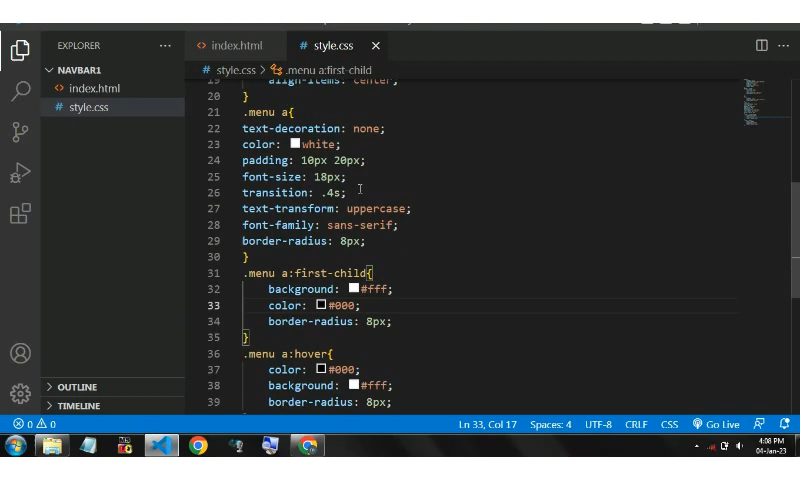 EXPLORER
···
<> index.html
# style.css ×
···
NAVBAR1
# style.css > .menu a:first-child
<> index.html
# style.css
19 align-items: center;
20 }
21 .menu a{
22 text-decoration: none;
23 color: white;
24 padding: 10px 20px;
25 font-size: 18px;
26 transition: .4s;
27 text-transform: uppercase;
28 font-family: sans-serif;
29 border-radius: 8px;
30 }
31 .menu a:first-child{
32 background: #fff;
33 color: #000;
34 border-radius: 8px;
35 }
36 .menu a:hover{
37 color: #000;
38 background: #fff;
39 border-radius: 8px;
> OUTLINE
> TIMELINE
0 0
Ln 33, Col 17 Spaces: 4 UTF-8 CRLF CSS Go Live
4:08 PM
04-Jan-23